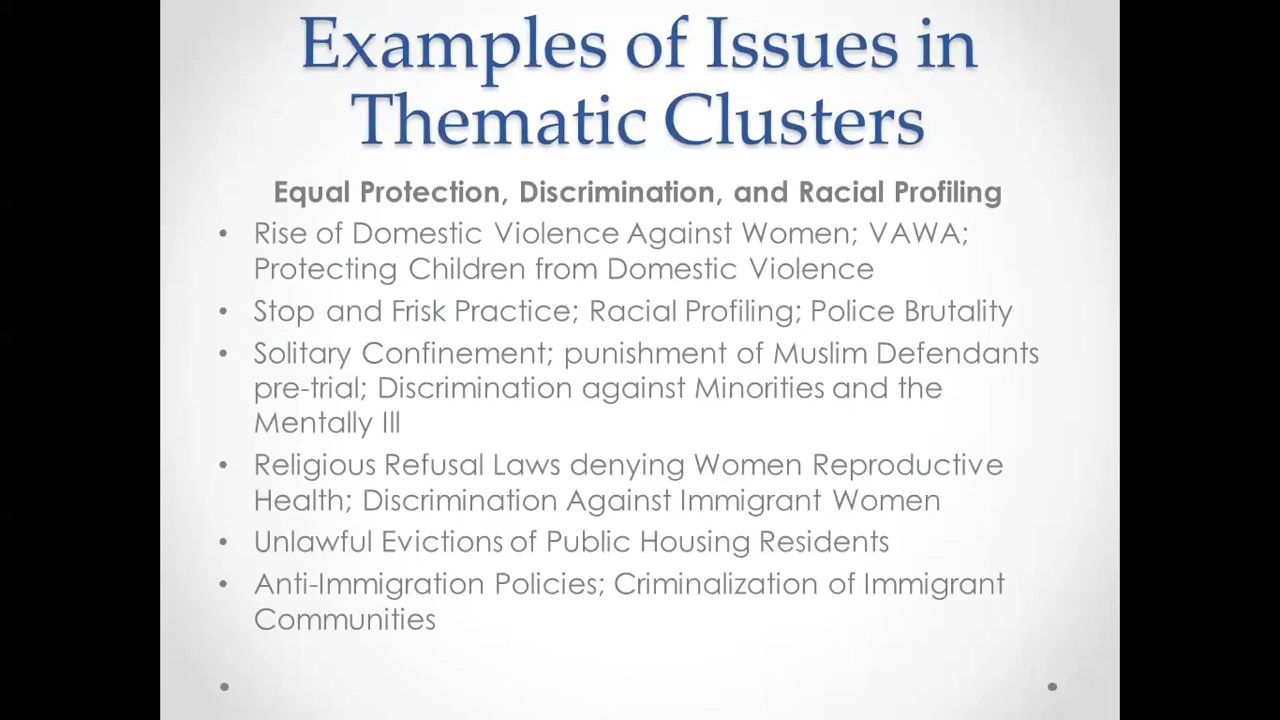 Examples of Issues in
Thematic Clusters
Equal Protection, Discrimination, and Racial Profiling
• Rise of Domestic Violence Against Women; VAWA;
Protecting Children from Domestic Violence
• Stop and Frisk Practice; Racial Profiling; Police Brutality
• Solitary Confinement; punishment of Muslim Defendants
pre-trial; Discrimination against Minorities and the
Mentally Ill
• Religious Refusal Laws denying Women Reproductive
Health; Discrimination Against Immigrant Women
• Unlawful Evictions of Public Housing Residents
• Anti-Immigration Policies; Criminalization of Immigrant
Communities